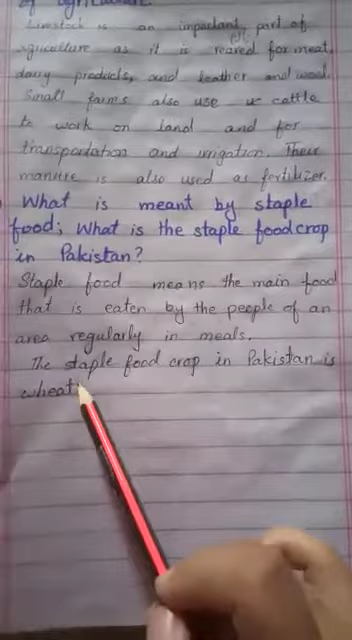 of agriculture.
Livestock is an important part of
agriculture as it is reared for meat,
dairy products, and leather and wool.
Small farms also use cattle
to work on land and for
transportation and irrigation. Their
manure is also used as fertilizer.
What is meant by staple
food; What is the staple food crop
in Pakistan?
Staple food means the main food
that is eaten by the people of an
area regularly in meals.
The staple food crop in Pakistan is
wheat